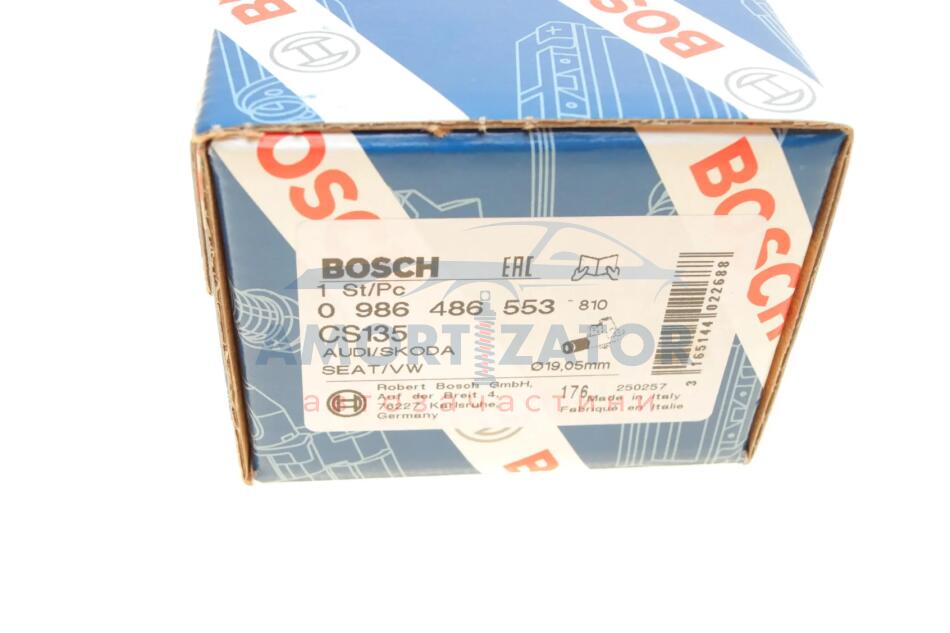 BOSCH
BOSCH
BOSCH
BOSCH
BOSCH EAC
1 St/Pc
0 986 486 553 810
CS135
AUDI/SKODA
SEAT/VW Ø19,05mm
Robert Bosch GmbH,
Auf der Breit 4,
76227 Karlsruhe,
Germany
176 250257
Made in Italy
Fabriqué en Italie
3 165144 022688
AMORTIZATOR
автозапчастини